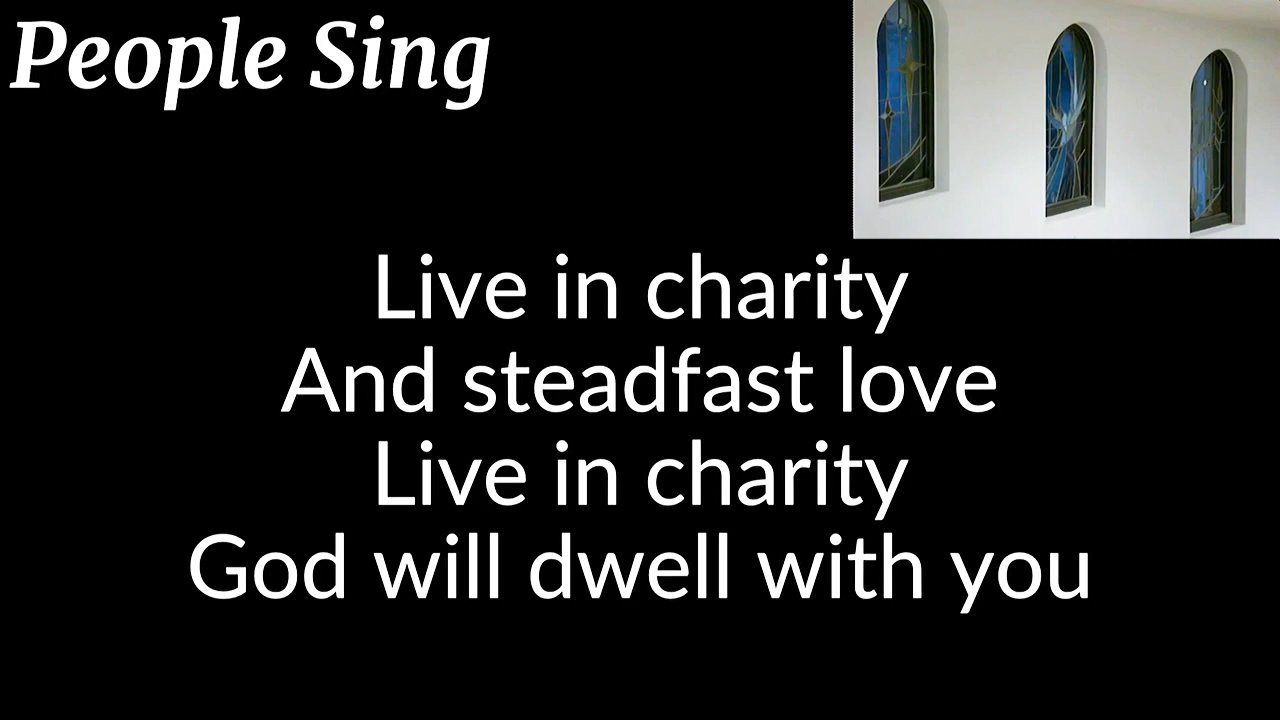 People Sing
Live in charity
And steadfast love
Live in charity
God will dwell with you